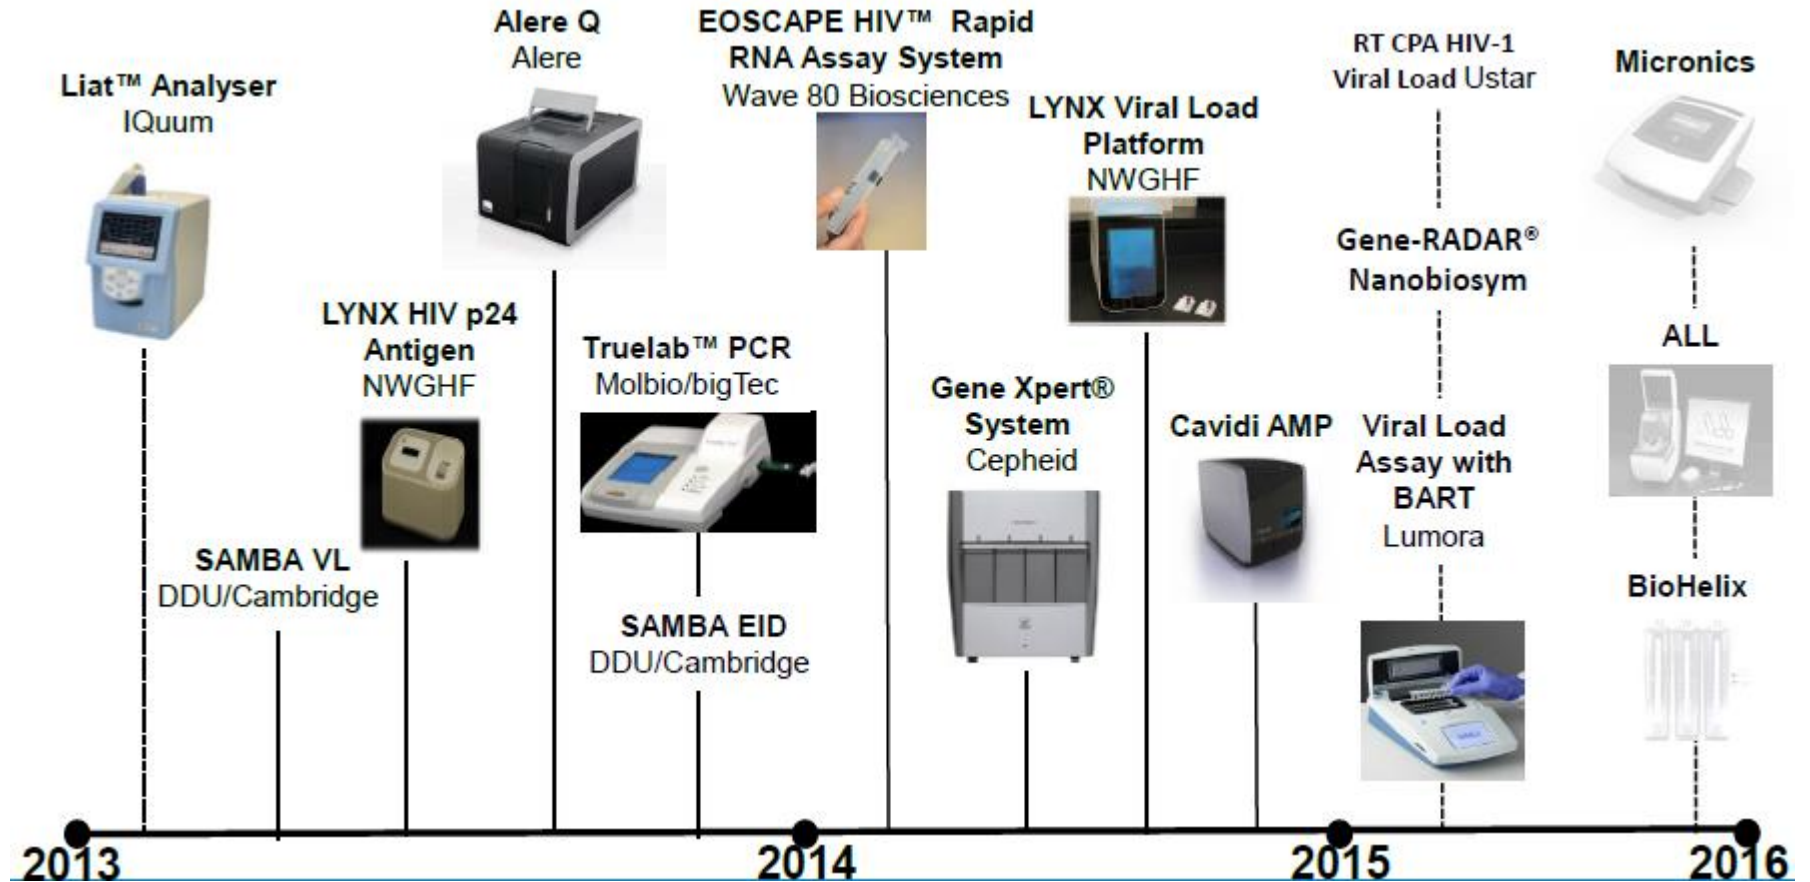 Liat™ Analyser
IQuum
SAMBA VL
DDU/Cambridge
LYNX HIV p24
Antigen
NWGHF
Alere Q
Alere
Truelab™ PCR
Molbio/bigTec
SAMBA EID
DDU/Cambridge
EOSCAPE HIV™ Rapid
RNA Assay System
Wave 80 Biosciences
Gene Xpert®
System
Cepheid
LYNX Viral Load
Platform
NWGHF
Cavidi AMP
RT CPA HIV-1
Viral Load Ustar
Gene-RADAR®
Nanobiosym
Viral Load
Assay with
BART
Lumora
Micronics
ALL
BioHelix
2013
2014
2015
2016